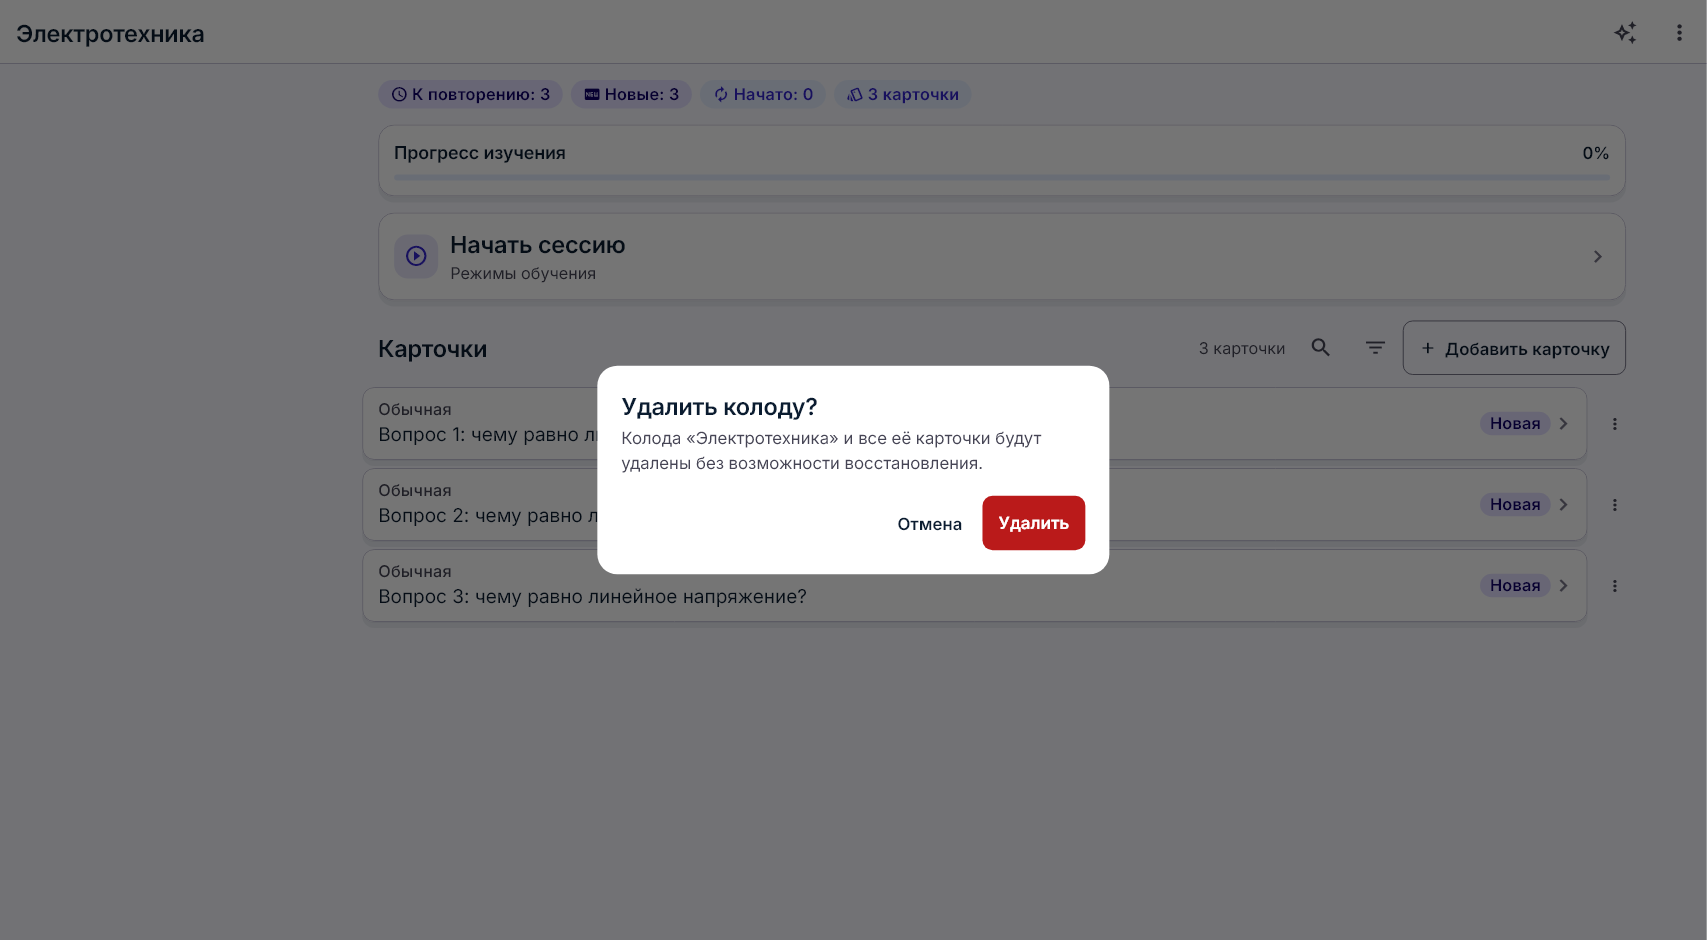 Электротехника
К повторению: 3
Новые: 3
Начато: 0
3 карточки
Прогресс изучения
0%
Начать сессию
Режимы обучения
Карточки
3 карточки
+ Добавить карточку
Обычная
Вопрос 1: чему равно
Новая
Обычная
Вопрос 2: чему равно
Новая
Обычная
Вопрос 3: чему равно линейное напряжение?
Новая
Удалить колоду?
Колода «Электротехника» и все её карточки будут
удалены без возможности восстановления.
Отмена
Удалить